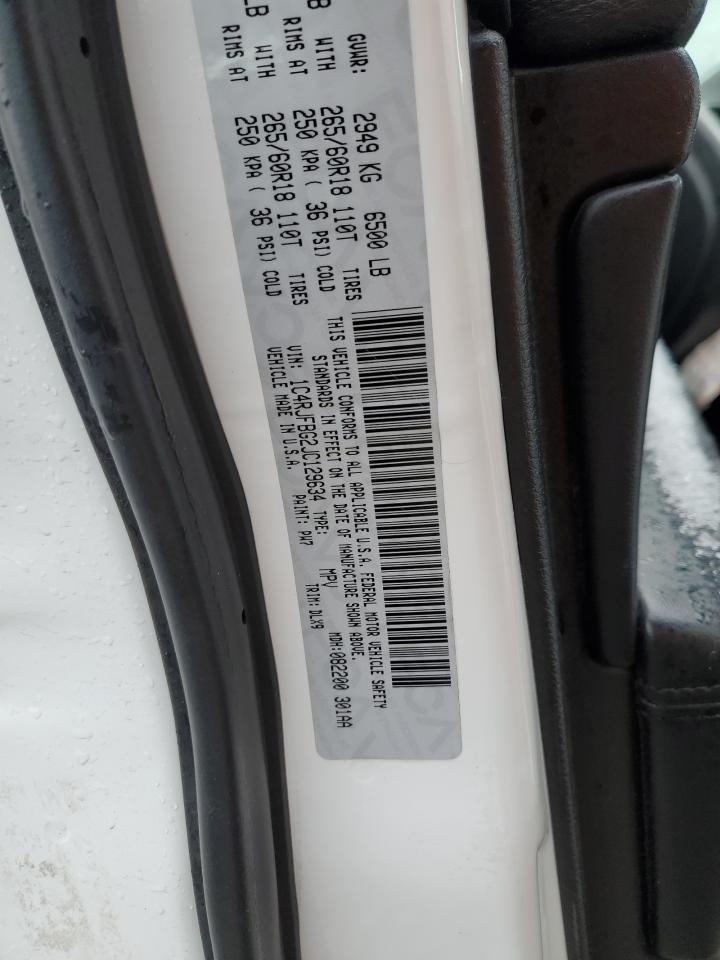 GVWR: 2949 KG 6500 LB
B WITH 265/60R18 110T TIRES
RIMS AT 250 KPA ( 36 PSI) COLD
LB WITH 265/60R18 110T TIRES
RIMS AT 250 KPA ( 36 PSI) COLD
THIS VEHICLE CONFORMS TO ALL APPLICABLE U.S.A. FEDERAL MOTOR VEHICLE SAFETY
STANDARDS IN EFFECT ON THE DATE OF MANUFACTURE SHOWN ABOVE.
VIN: 1C4RJFBG2JC129634 TYPE: MPV MDH:082200 301AA
VEHICLE MADE IN U.S.A. PAINT: PW7 TRIM: DLX9